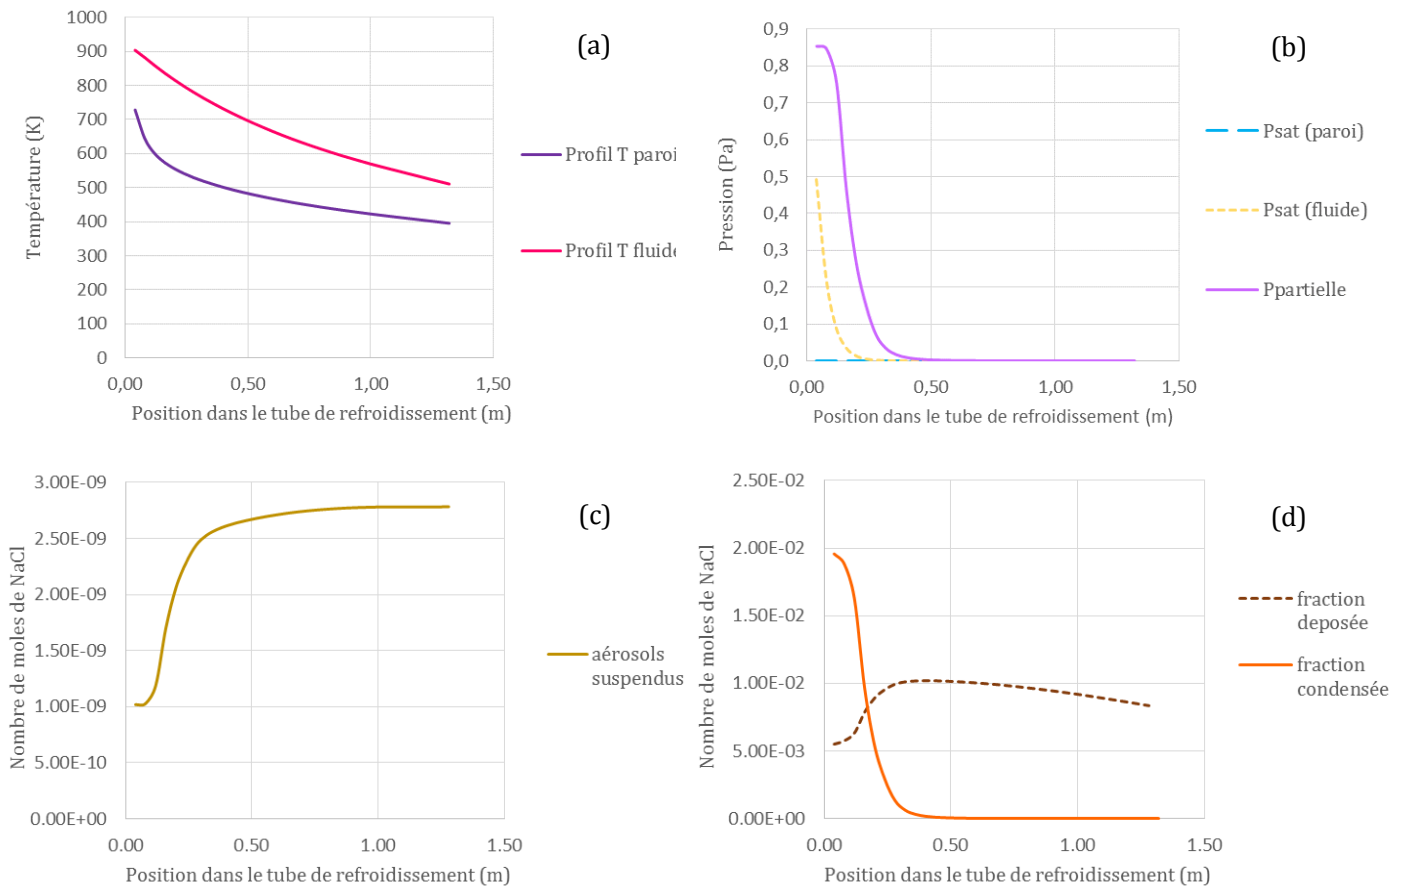 1000
900
800
700
600
500
400
300
200
100
0
Température (K)
0,00
0,50
1,00
1,50
Position dans le tube de refroidissement (m)
(a)
Profil T paroi
Profil T fluide
0,9
0,8
0,7
0,6
0,5
0,4
0,3
0,2
0,1
0,0
Pression (Pa)
0,00
0,50
1,00
1,50
Position dans le tube de refroidissement (m)
(b)
Psat (paroi)
Psat (fluide)
Ppartielle
3.00E-09
2.50E-09
2.00E-09
1.50E-09
1.00E-09
5.00E-10
0.00E+00
Nombre de moles de NaCl
0.00
0.50
1.00
1.50
Position dans le tube de refroidissement (m)
(c)
aérosols
suspendus
2.50E-02
2.00E-02
1.50E-02
1.00E-02
5.00E-03
0.00E+00
Nombre de moles de NaCl
0.00
0.50
1.00
1.50
Position dans le tube de refroidissement (m)
(d)
fraction
deposée
fraction
condensée